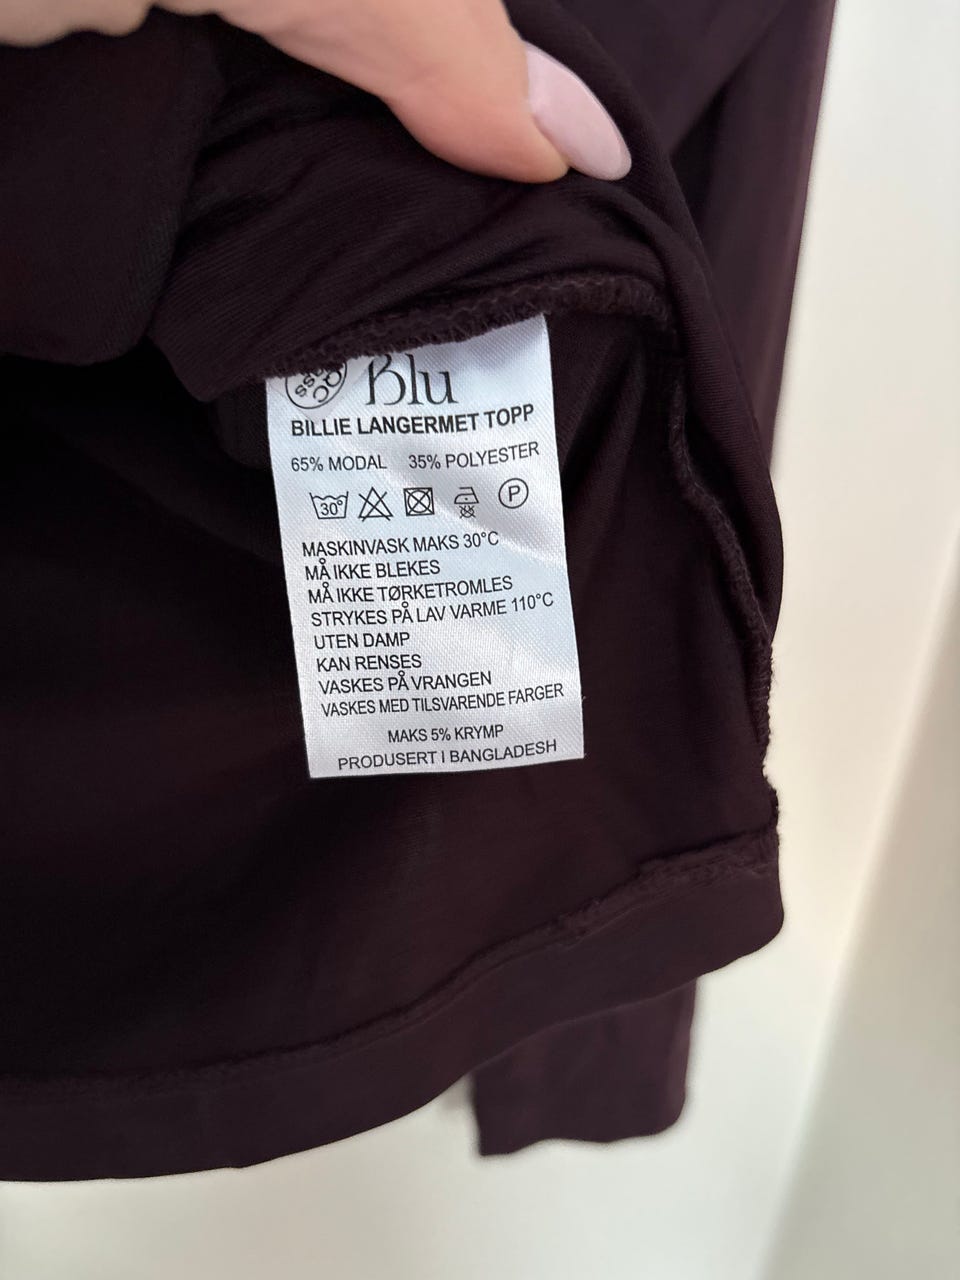 Blu
BILLIE LANGERMET TOPP
65% MODAL 35% POLYESTER
30° P
MASKINVASK MAKS 30°C
MÅ IKKE BLEKES
MÅ IKKE TØRKETROMLES
STRYKES PÅ LAV VARME 110°C
UTEN DAMP
KAN RENSES
VASKES PÅ VRANGEN
VASKES MED TILSVARENDE FARGER
MAKS 5% KRYMP
PRODUSERT I BANGLADESH